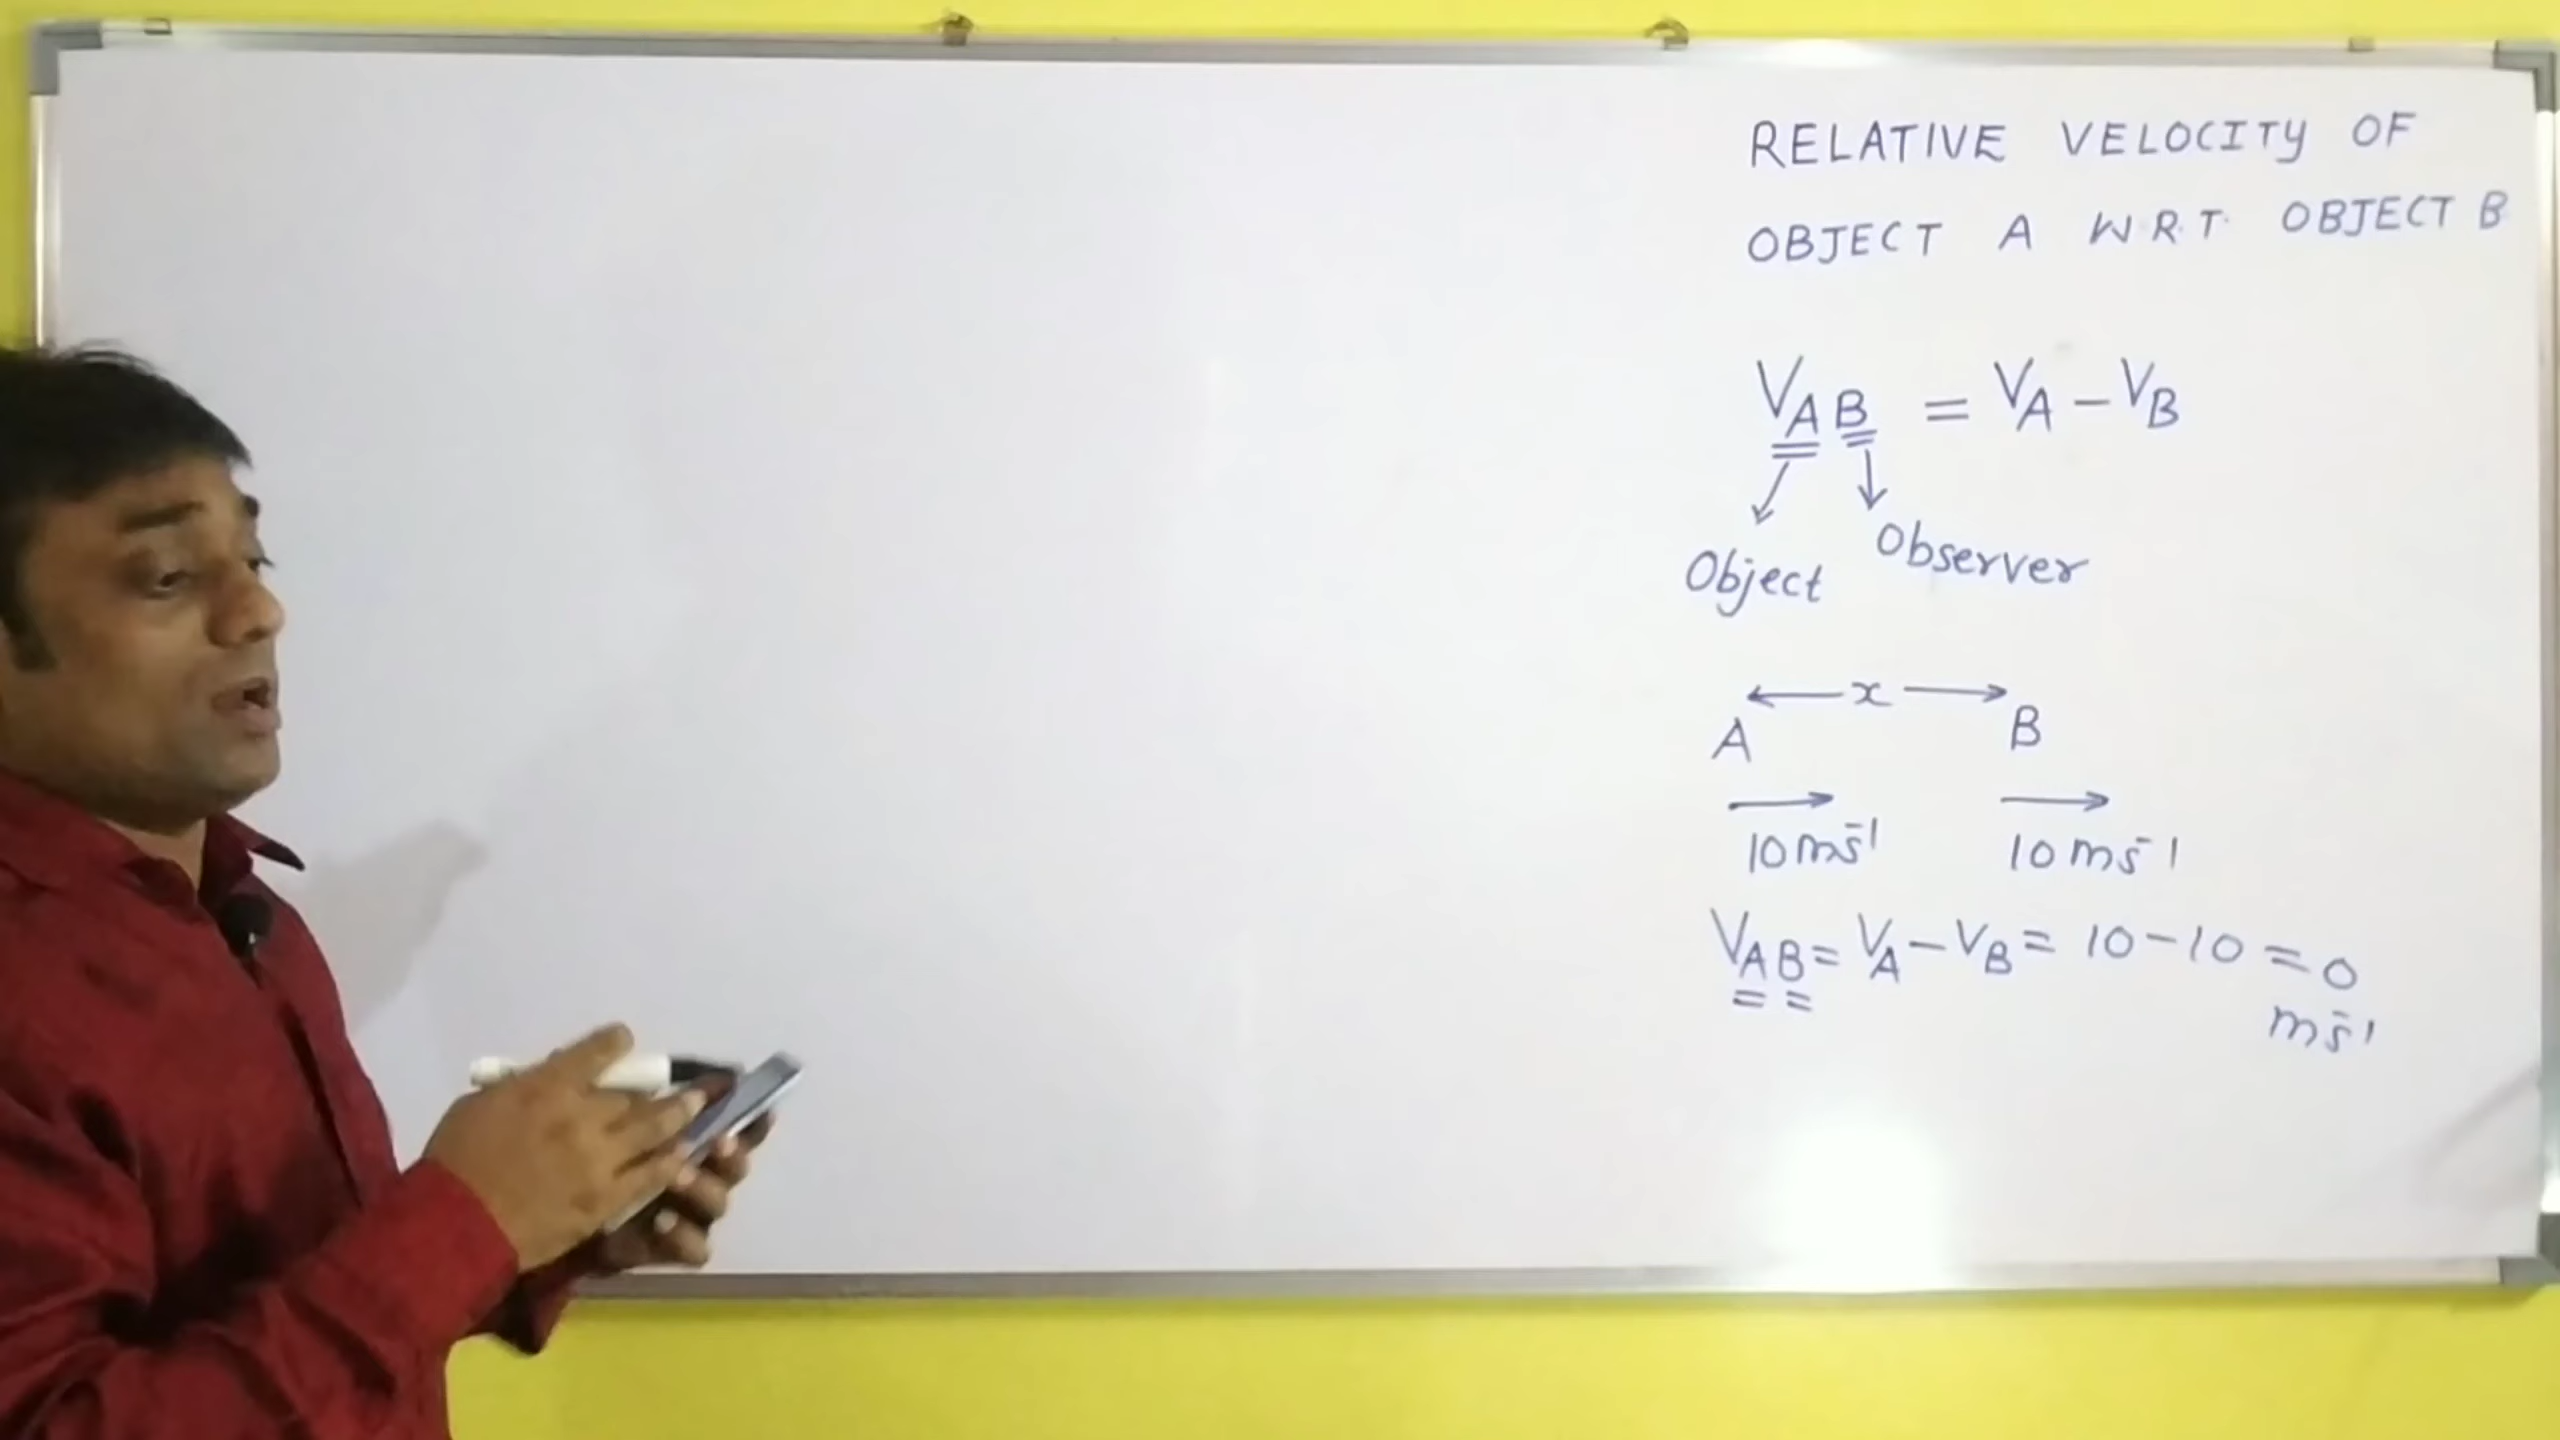 RELATIVE VELOCITY OF
OBJECT A W.R.T. OBJECT B
V_AB = V_A - V_B
Object Observer
← x →
A B
→ →
10 ms⁻¹ 10 ms⁻¹
V_AB = V_A - V_B = 10 - 10 = 0
ms⁻¹